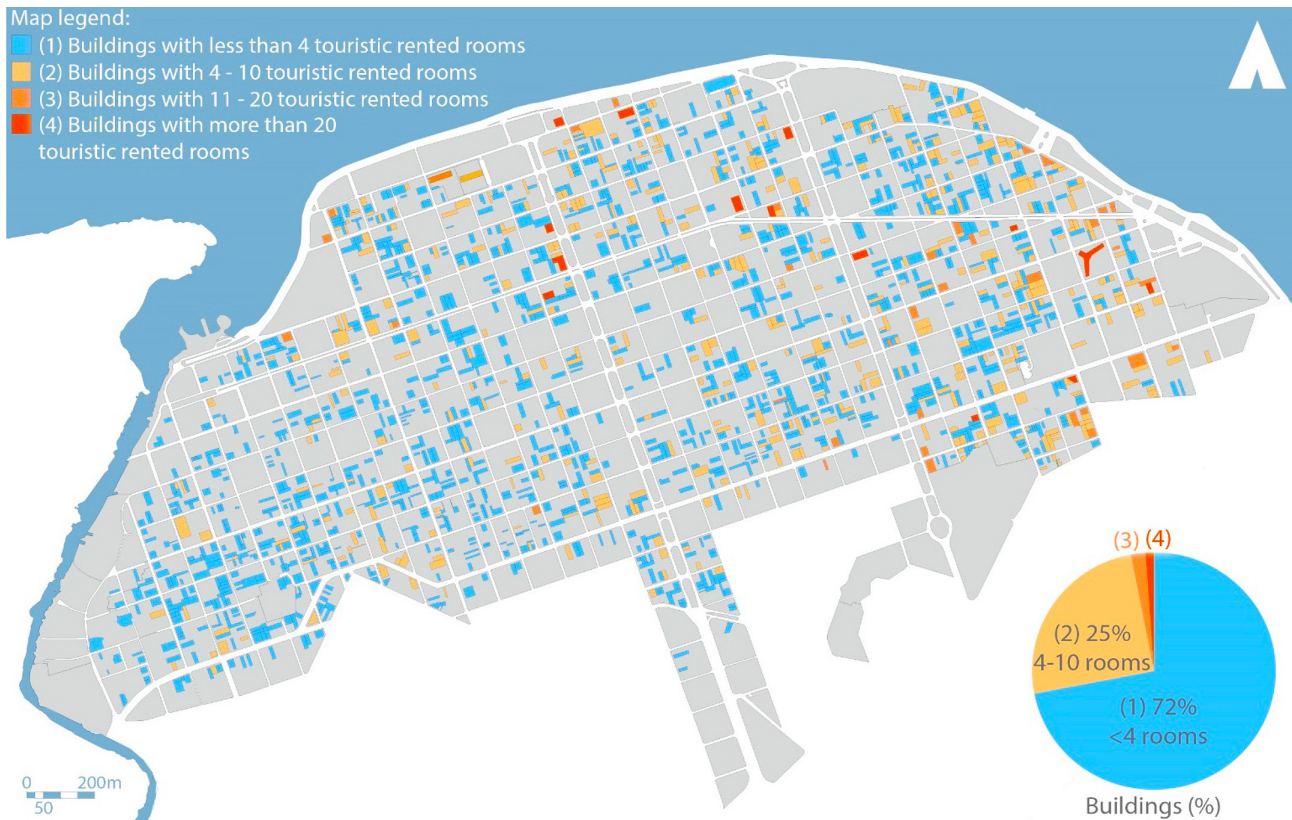 Map legend:
(1) Buildings with less than 4 touristic rented rooms
(2) Buildings with 4 - 10 touristic rented rooms
(3) Buildings with 11 - 20 touristic rented rooms
(4) Buildings with more than 20
touristic rented rooms
(3) (4)
(2) 25%
4-10 rooms
(1) 72%
<4 rooms
Buildings (%)
0 200m
50